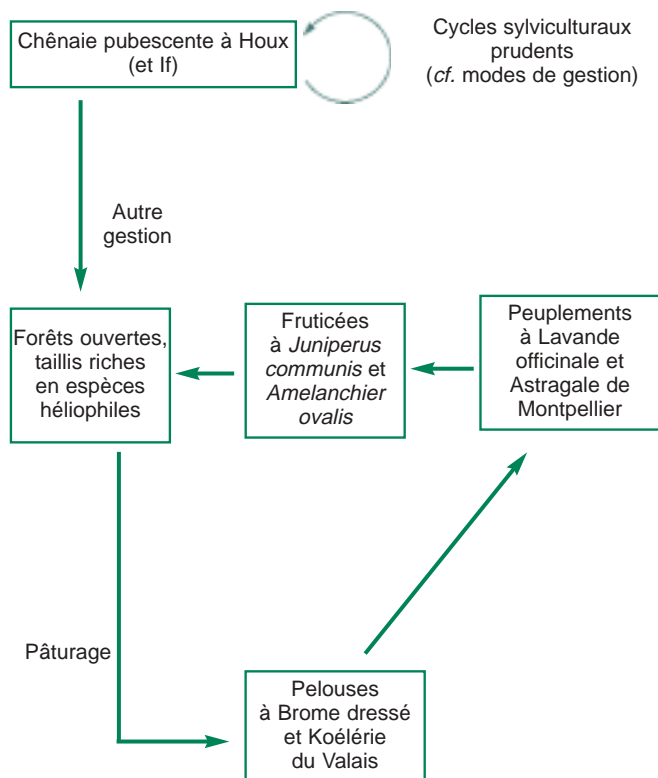 Chênaie pubescente à Houx
(et If)
Cycles sylviculturaux
prudents
(cf. modes de gestion)
Autre
gestion
Forêts ouvertes,
taillis riches
en espèces
héliophiles
Fruticées
à Juniperus
communis et
Amelanchier
ovalis
Peuplements
à Lavande
officinale et
Astragale de
Montpellier
Pâturage
Pelouses
à Brome dressé
et Koélérie
du Valais